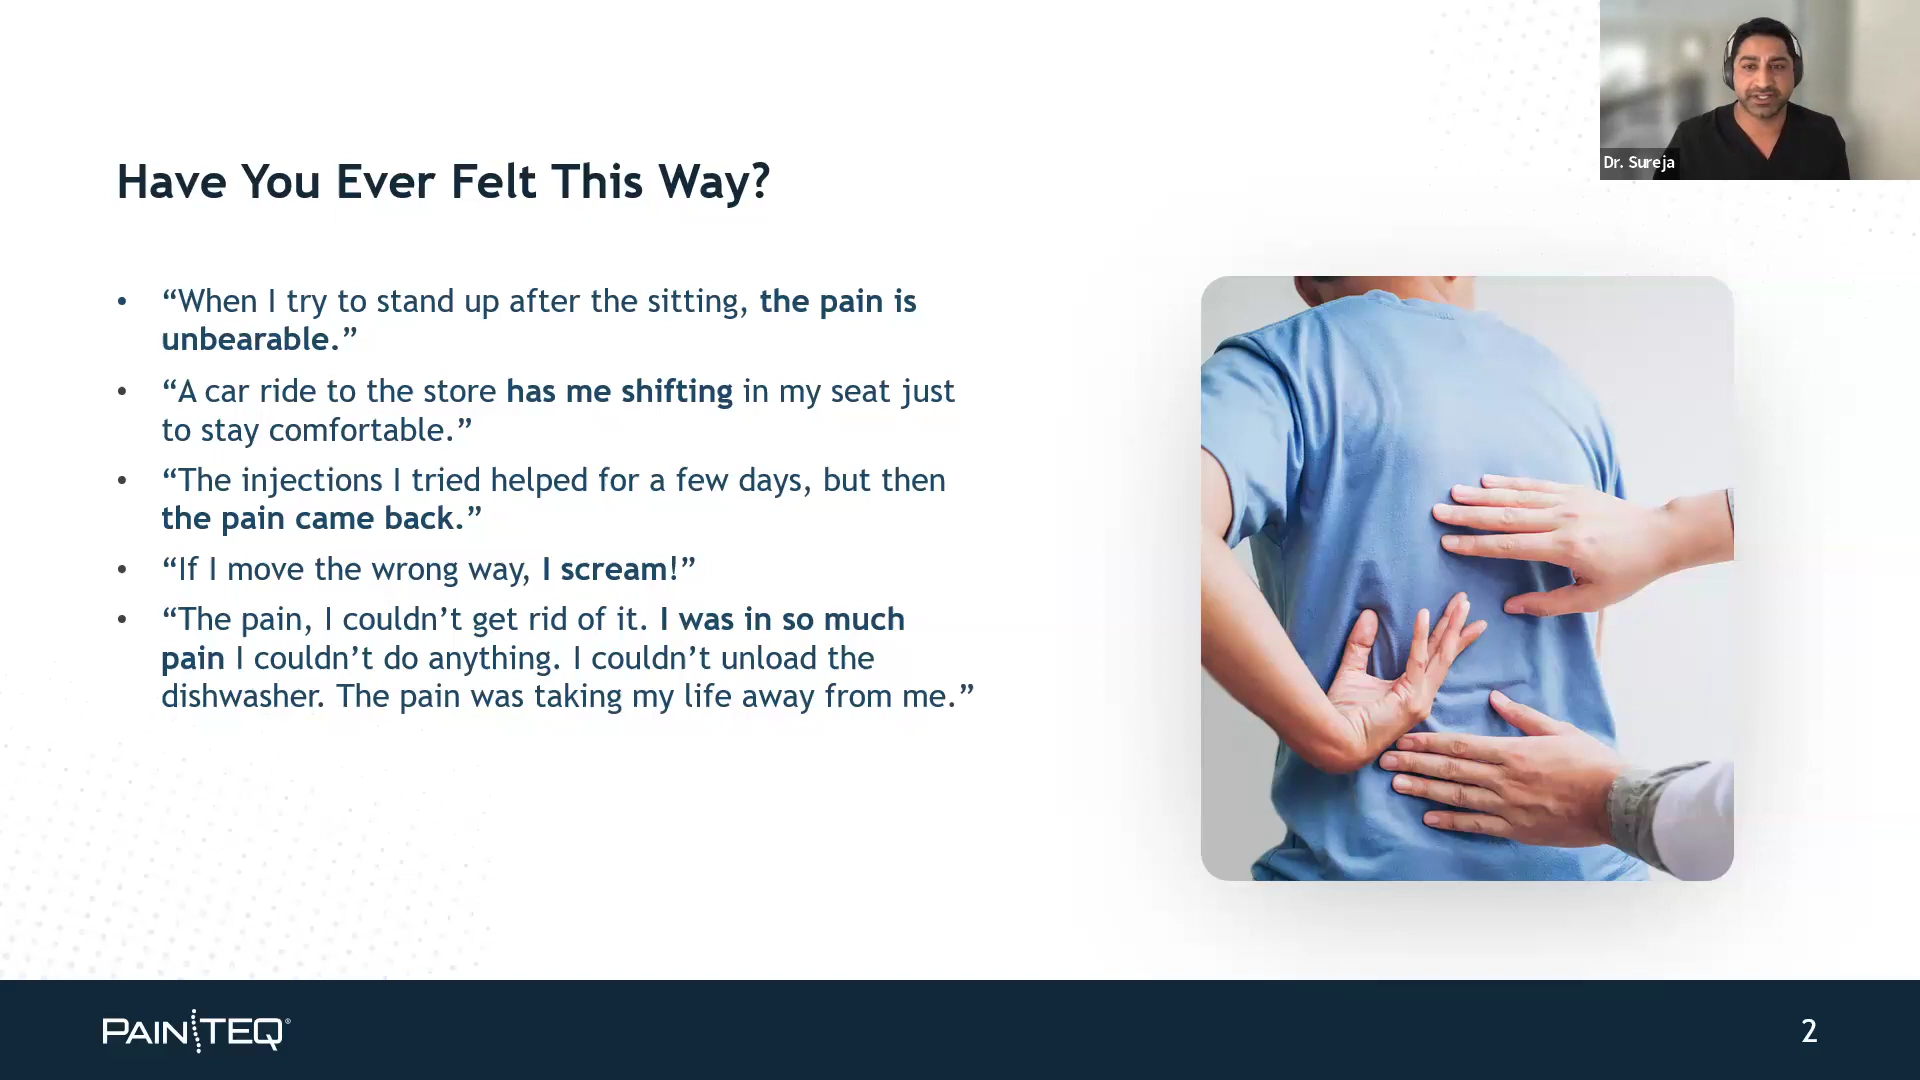 Dr. Sureja
Have You Ever Felt This Way?
• “When I try to stand up after the sitting, the pain is
unbearable.”
• “A car ride to the store has me shifting in my seat just
to stay comfortable.”
• “The injections I tried helped for a few days, but then
the pain came back.”
• “If I move the wrong way, I scream!”
• “The pain, I couldn’t get rid of it. I was in so much
pain I couldn’t do anything. I couldn’t unload the
dishwasher. The pain was taking my life away from me.”
PAINTEQ®
2